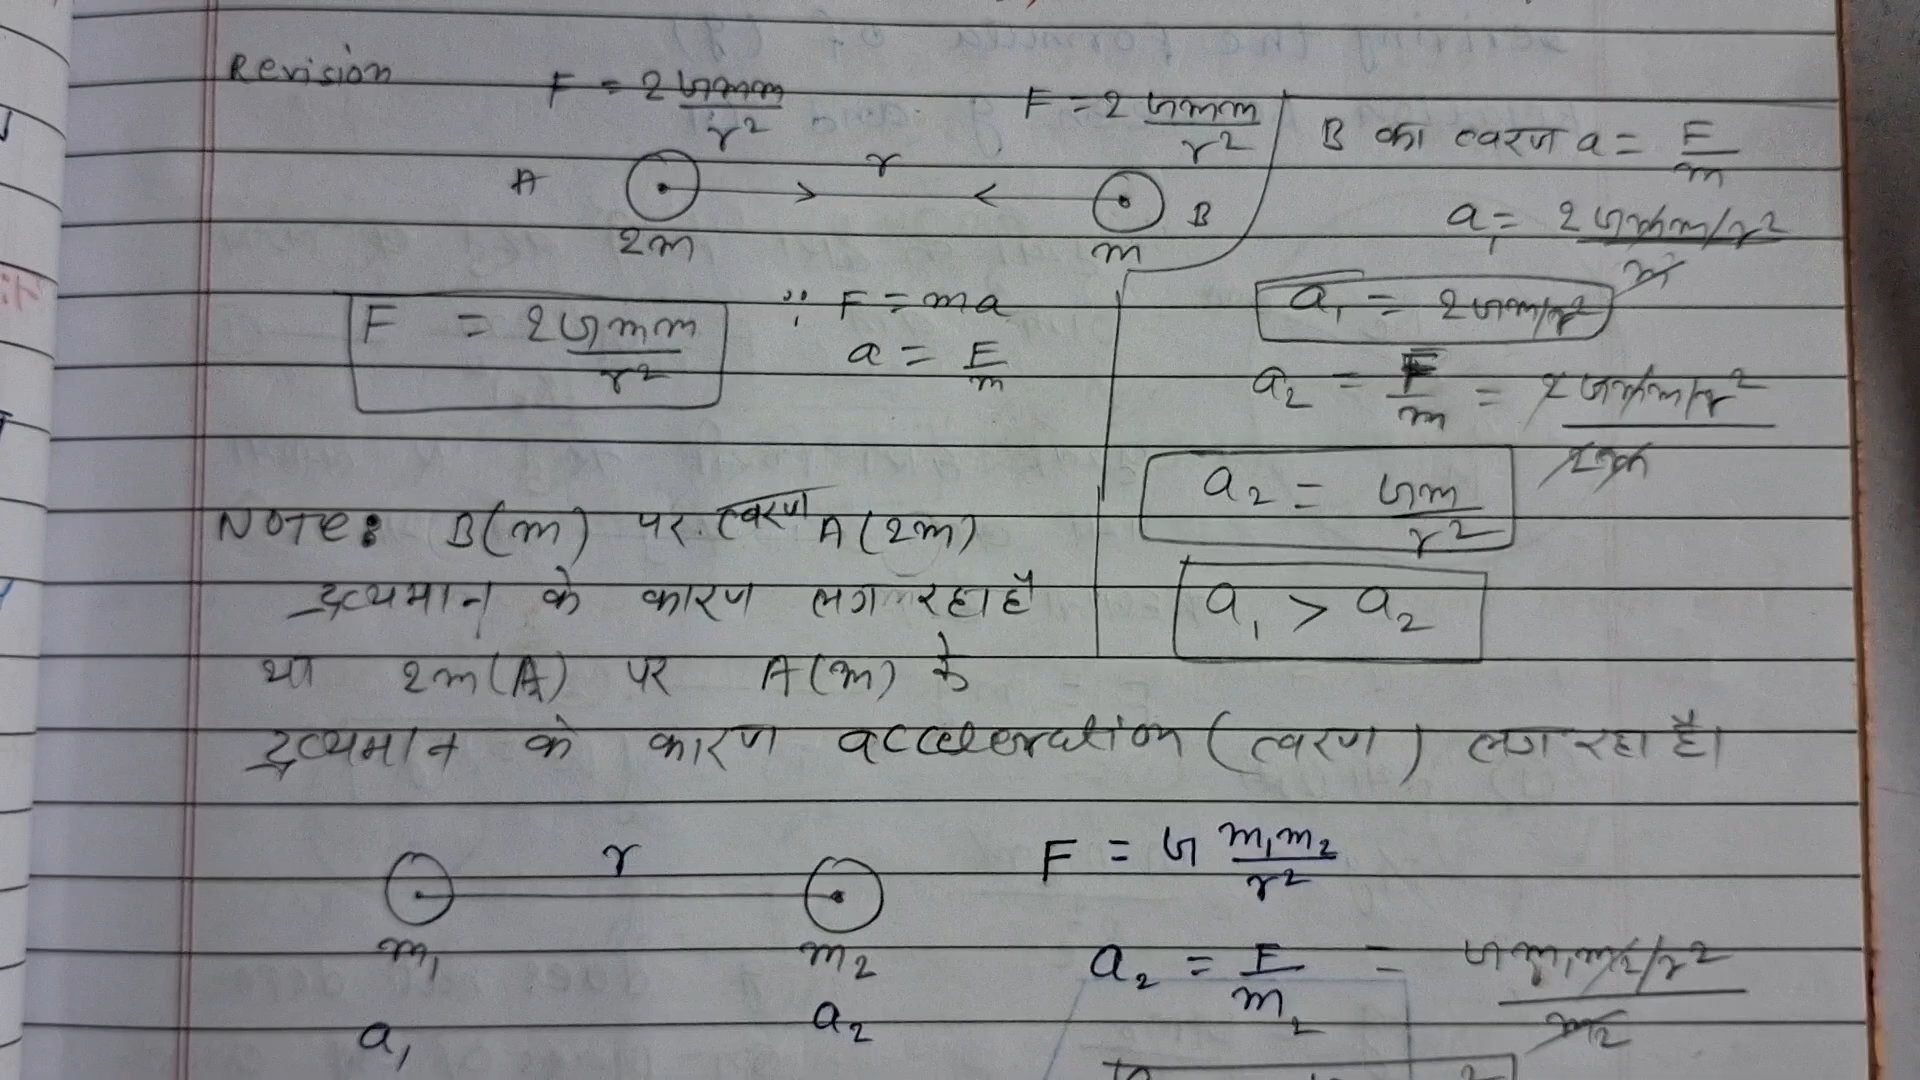 Revision
F = 2Gmm/r²
F = 2Gmm/r²
A
r
B
2m
m
F = 2Gmm/r²
∵ F = ma
a = F/m
B का त्वरण a = F/m
a₁ = 2Gmm/r²/m
a₁ = 2Gm/r²
a₂ = F/m = 2Gmm/r²/2m
a₂ = Gm/r²
a₁ > a₂
NOTE: B(m) पर त्वरण A(2m)
द्रव्यमान के कारण लग रहा है
या 2m(A) पर A(m) के
द्रव्यमान के कारण acceleration (त्वरण) लग रहा है।
r
m₁
m₂
a₁
a₂
F = G m₁m₂/r²
a₂ = F/m₂ = Gm₁m₂/r²/m₂